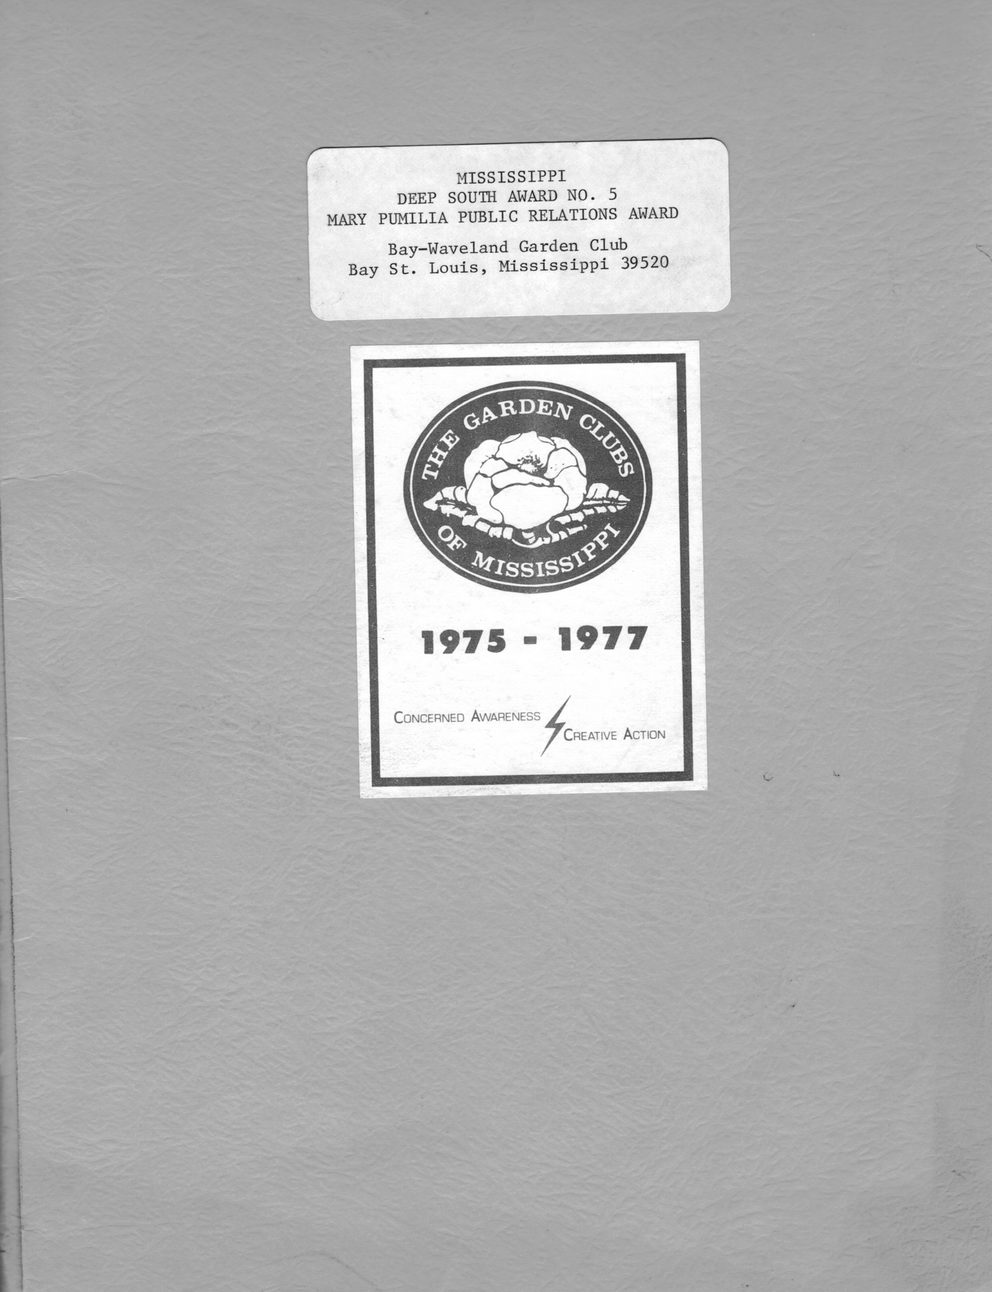 MISSISSIPPI
DEEP SOUTH AWARD NO. 5
MARY PUMILIA PUBLIC RELATIONS AWARD
Bay-Waveland Garden Club
Bay St. Louis, Mississippi 39520
THE GARDEN CLUBS
OF MISSISSIPPI
1975 - 1977
CONCERNED AWARENESS
CREATIVE ACTION